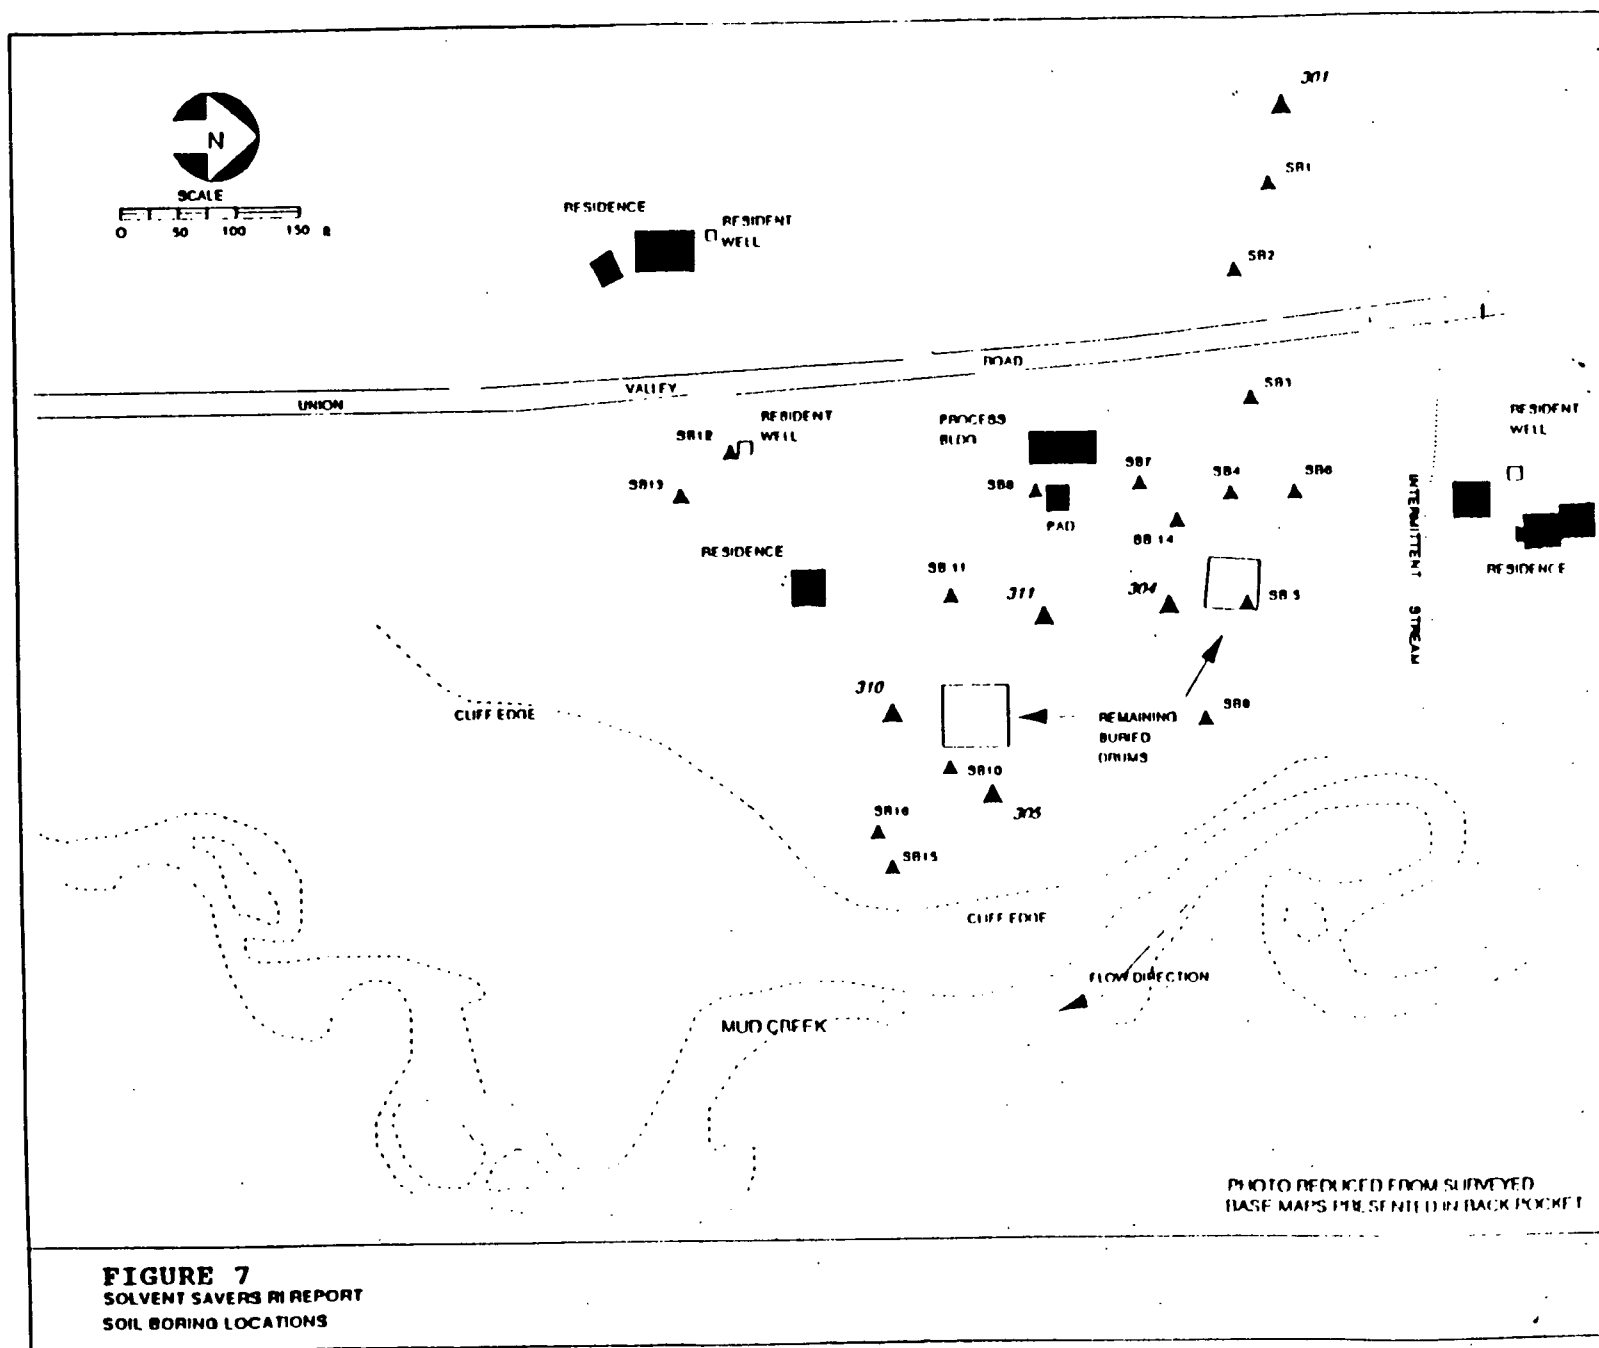 301
N
SCALE
0 50 100 150 ft
SB1
RESIDENCE
RESIDENT
WELL
SB2
ROAD
VALLEY
UNION
SB3
RESIDENT
WELL
PROCESS
BLDG
RESIDENT
WELL
SB12
SB7
SB4
SB6
SB13
SB8
PAD
SB 14
INTERMITTENT STREAM
RESIDENCE
RESIDENCE
SB 11
311
304
SB 5
310
CLIFF EDGE
REMAINING
BURIED
DRUMS
SB9
SB10
305
SB16
SB15
CLIFF EDGE
FLOW DIRECTION
MUD CREEK
PHOTO REDUCED FROM SURVEYED
BASE MAPS PRESENTED IN BACK POCKET
FIGURE 7
SOLVENT SAVERS RI REPORT
SOIL BORING LOCATIONS